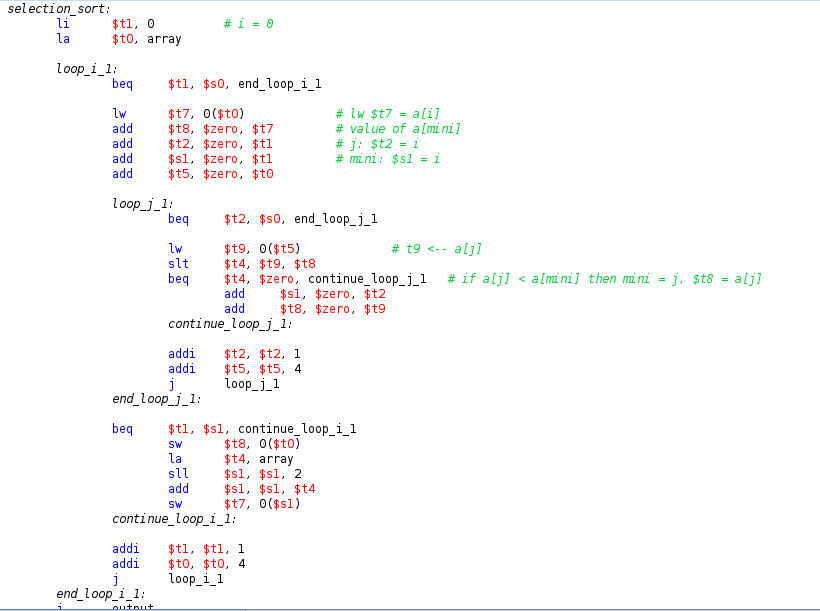 selection_sort:
li $t1, 0 # i = 0
la $t0, array
loop_i_1:
beq $t1, $s0, end_loop_i_1
lw $t7, 0($t0) # lw $t7 = a[i]
add $t8, $zero, $t7 # value of a[mini]
add $t2, $zero, $t1 # j: $t2 = i
add $s1, $zero, $t1 # mini: $s1 = i
add $t5, $zero, $t0
loop_j_1:
beq $t2, $s0, end_loop_j_1
lw $t9, 0($t5) # t9 <-- a[j]
slt $t4, $t9, $t8
beq $t4, $zero, continue_loop_j_1 # if a[j] < a[mini] then mini = j, $t8 = a[j]
add $s1, $zero, $t2
add $t8, $zero, $t9
continue_loop_j_1:
addi $t2, $t2, 1
addi $t5, $t5, 4
j loop_j_1
end_loop_j_1:
beq $t1, $s1, continue_loop_i_1
sw $t8, 0($t0)
la $t4, array
sll $s1, $s1, 2
add $s1, $s1, $t4
sw $t7, 0($s1)
continue_loop_i_1:
addi $t1, $t1, 1
addi $t0, $t0, 4
j loop_i_1
end_loop_i_1:
j output